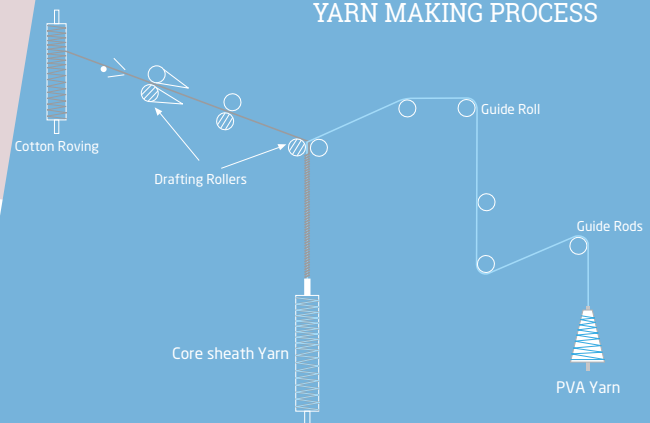 YARN MAKING PROCESS
Guide Roll
Cotton Roving
Drafting Rollers
Guide Rods
Core sheath Yarn
PVA Yarn